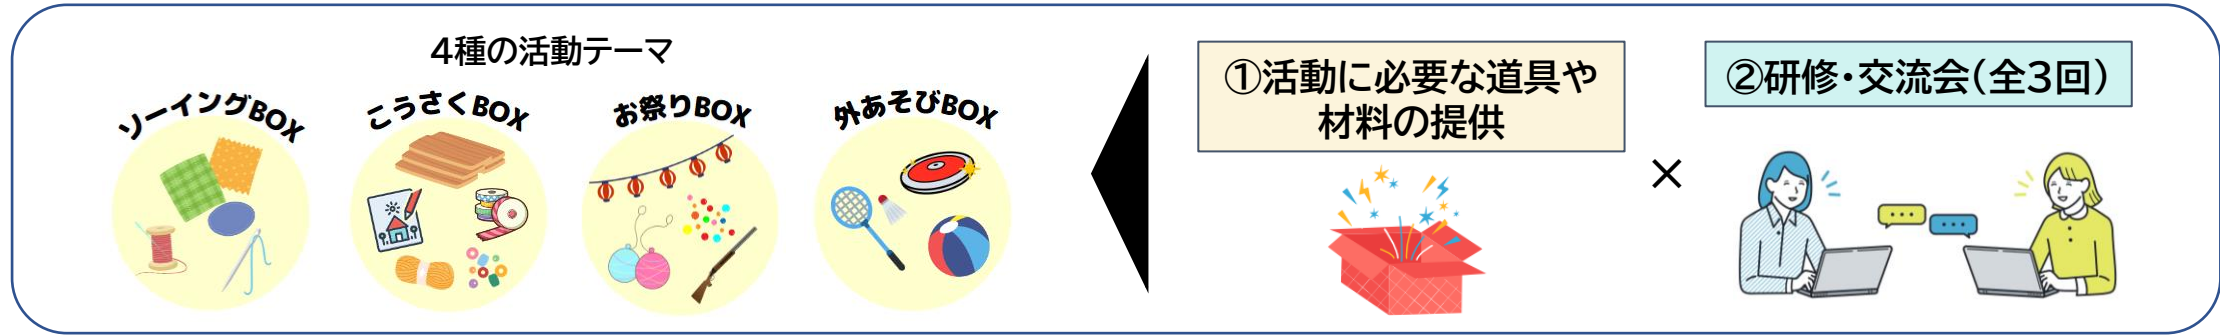 4種の活動テーマ
ソーイングBOX
こうさくBOX
お祭りBOX
外あそびBOX
①活動に必要な道具や
材料の提供
×
②研修・交流会(全3回)